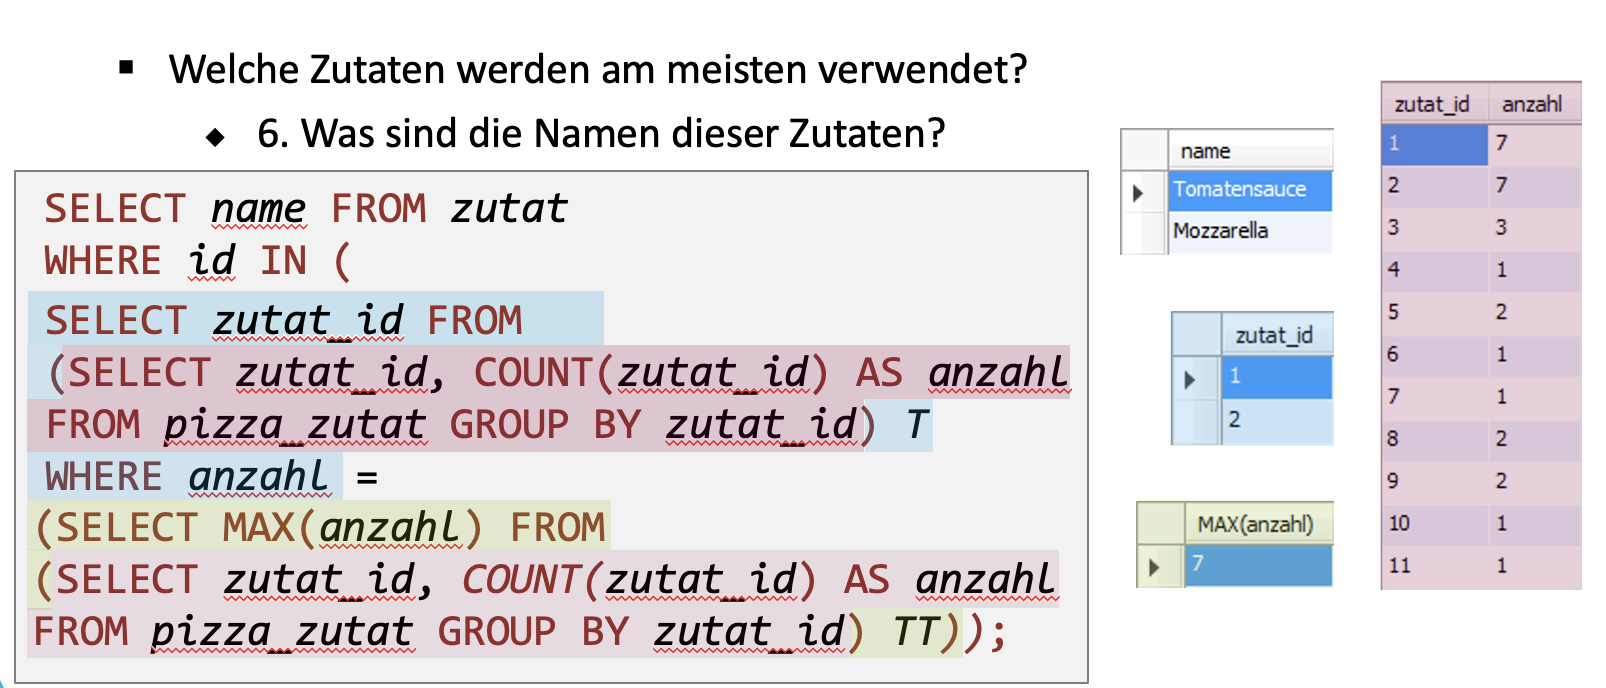 ▪ Welche Zutaten werden am meisten verwendet?
◆ 6. Was sind die Namen dieser Zutaten?
SELECT name FROM zutat
WHERE id IN (
SELECT zutat_id FROM
(SELECT zutat_id, COUNT(zutat_id) AS anzahl
FROM pizza_zutat GROUP BY zutat_id) T
WHERE anzahl =
(SELECT MAX(anzahl) FROM
(SELECT zutat_id, COUNT(zutat_id) AS anzahl
FROM pizza_zutat GROUP BY zutat_id) TT));
name
Tomatensauce
Mozzarella
zutat_id
1
2
MAX(anzahl)
7
zutat_id anzahl
1 7
2 7
3 3
4 1
5 2
6 1
7 1
8 2
9 2
10 1
11 1